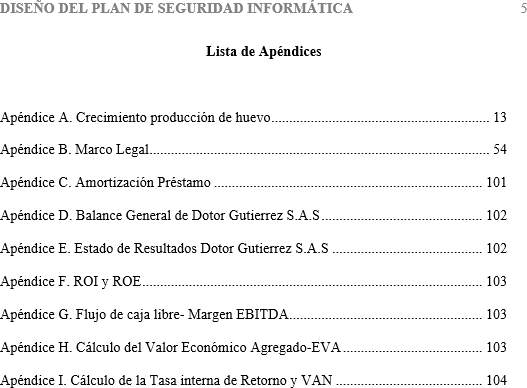 DISEÑO DEL PLAN DE SEGURIDAD INFORMÁTICA 5
Lista de Apéndices
Apéndice A. Crecimiento producción de huevo............................................................. 13
Apéndice B. Marco Legal............................................................................................... 54
Apéndice C. Amortización Préstamo ........................................................................... 101
Apéndice D. Balance General de Dotor Gutierrez S.A.S............................................. 102
Apéndice E. Estado de Resultados Dotor Gutierrez S.A.S .......................................... 102
Apéndice F. ROI y ROE............................................................................................... 103
Apéndice G. Flujo de caja libre- Margen EBITDA...................................................... 103
Apéndice H. Cálculo del Valor Económico Agregado-EVA....................................... 103
Apéndice I. Cálculo de la Tasa interna de Retorno y VAN ......................................... 104